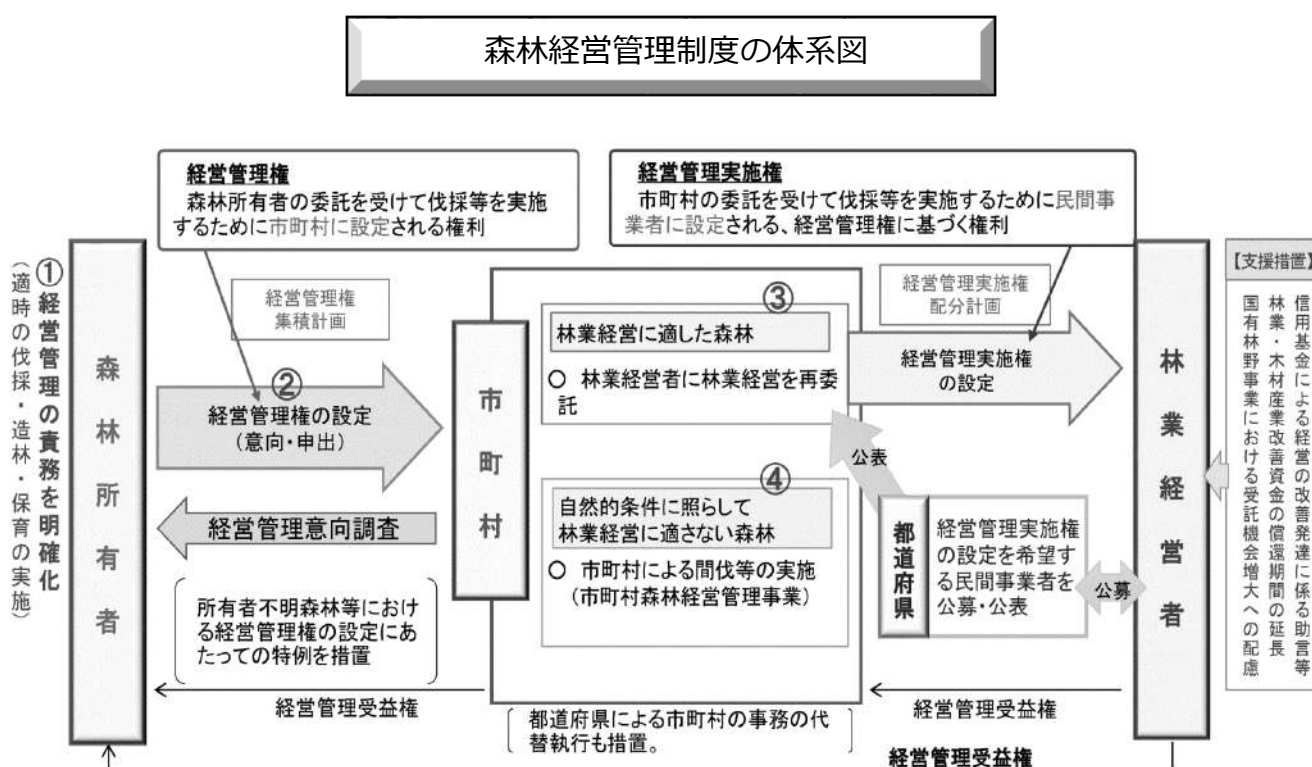 森林経営管理制度の体系図
経営管理権
森林所有者の委託を受けて伐採等を実施
するために市町村に設定される権利
経営管理実施権
市町村の委託を受けて伐採等を実施するために民間事
業者に設定される、経営管理権に基づく権利
①経営管理の責務を明確化
（適時の伐採・造林・保育の実施）
森林所有者
経営管理権
集積計画
②
経営管理権の設定
（意向・申出）
経営管理意向調査
所有者不明森林等におけ
る経営管理権の設定にあ
たっての特例を措置
経営管理受益権
市町村
③
林業経営に適した森林
○ 林業経営者に林業経営を再委
託
④
自然的条件に照らして
林業経営に適さない森林
○ 市町村による間伐等の実施
（市町村森林経営管理事業）
都道府県による市町村の事務の代
替執行も措置。
経営管理実施権
配分計画
経営管理実施権
の設定
公表
都道府県
経営管理実施権
の設定を希望す
る民間事業者を
公募・公表
公募
経営管理受益権
経営管理受益権
林業経営者
【支援措置】
信用基金による経営の改善発達に係る助言等
林業・木材産業改善資金の償還期間の延長
国有林野事業における受託機会増大への配慮